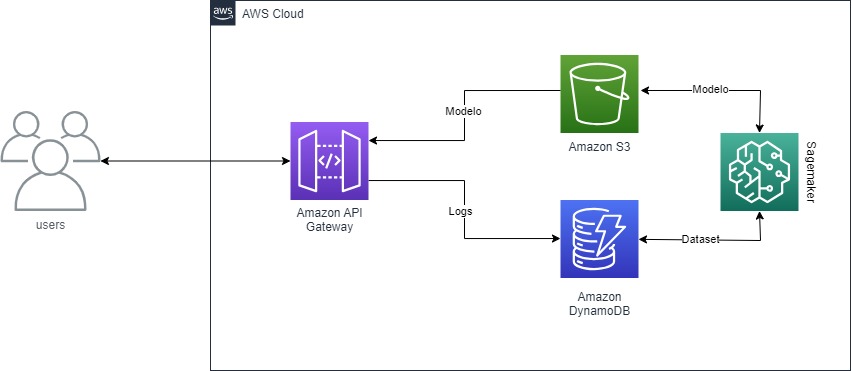 aws
AWS Cloud
Modelo
Modelo
Amazon S3
Sagemaker
users
Amazon API
Gateway
Logs
Dataset
Amazon
DynamoDB